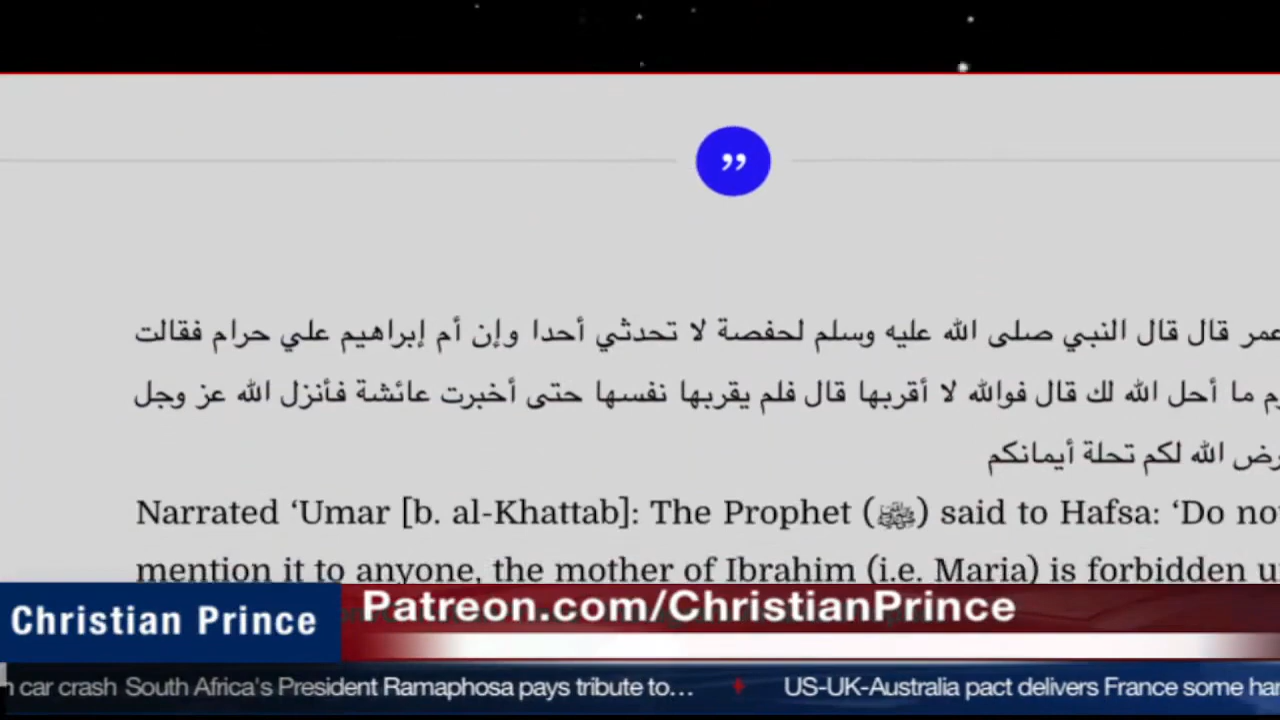 ”
عمر قال قال النبي صلى الله عليه وسلم لحفصة لا تحدثي أحدا وإن أم إبراهيم علي حرام فقالت
ما أحل الله لك قال فوالله لا أقربها قال فلم يقربها نفسها حتى أخبرت عائشة فأنزل الله عز وجل
الله لكم تحلة أيمانكم
Narrated ‘Umar [b. al-Khattab]: The Prophet (ﷺ) said to Hafsa: ‘Do
mention it to anyone, the mother of Ibrahim (i.e. Maria) is forbidden
Christian Prince
Patreon.com/ChristianPrince
car crash South Africa's President Ramaphosa pays tribute to… US-UK-Australia pact delivers France some